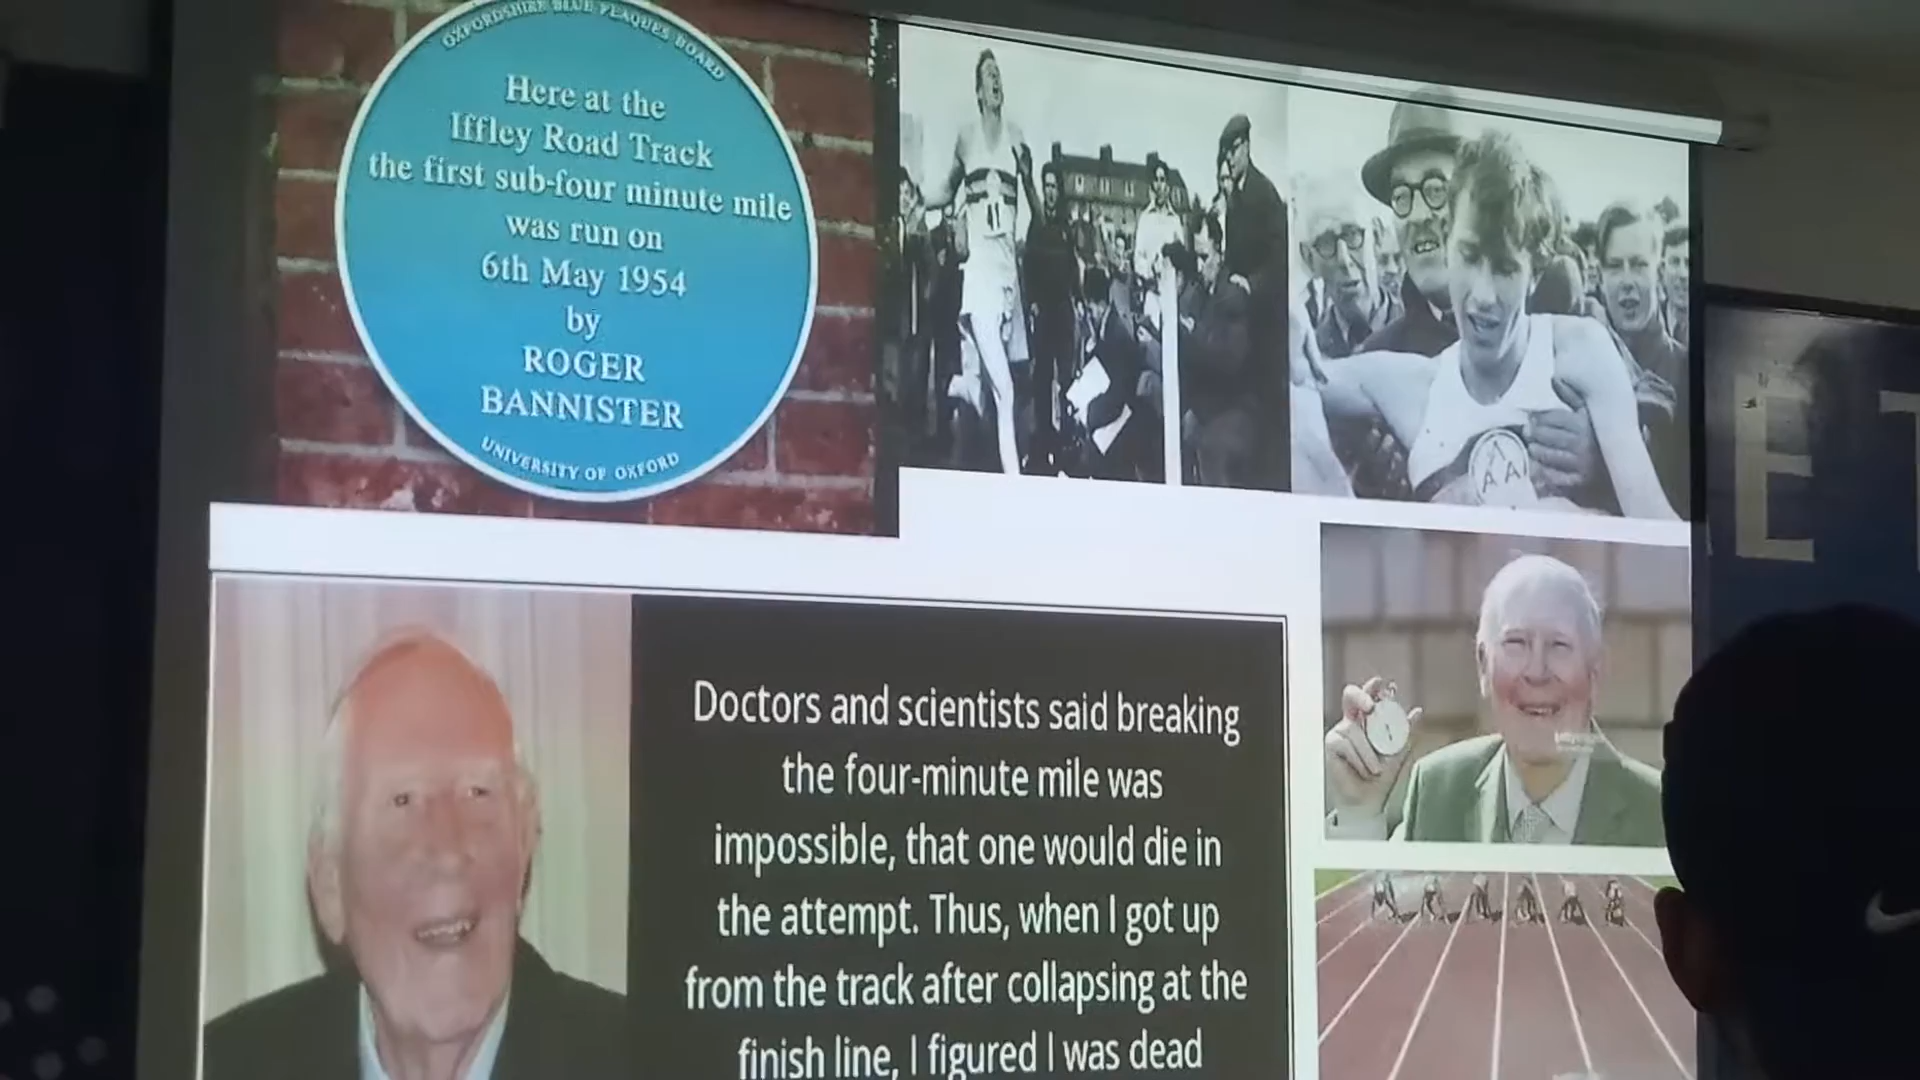 OXFORDSHIRE BLUE PLAQUES BOARD
Here at the
Iffley Road Track
the first sub-four minute mile
was run on
6th May 1954
by
ROGER
BANNISTER
UNIVERSITY OF OXFORD
11
A
AA
E T
Doctors and scientists said breaking
the four-minute mile was
impossible, that one would die in
the attempt. Thus, when I got up
from the track after collapsing at the
finish line, I figured I was dead